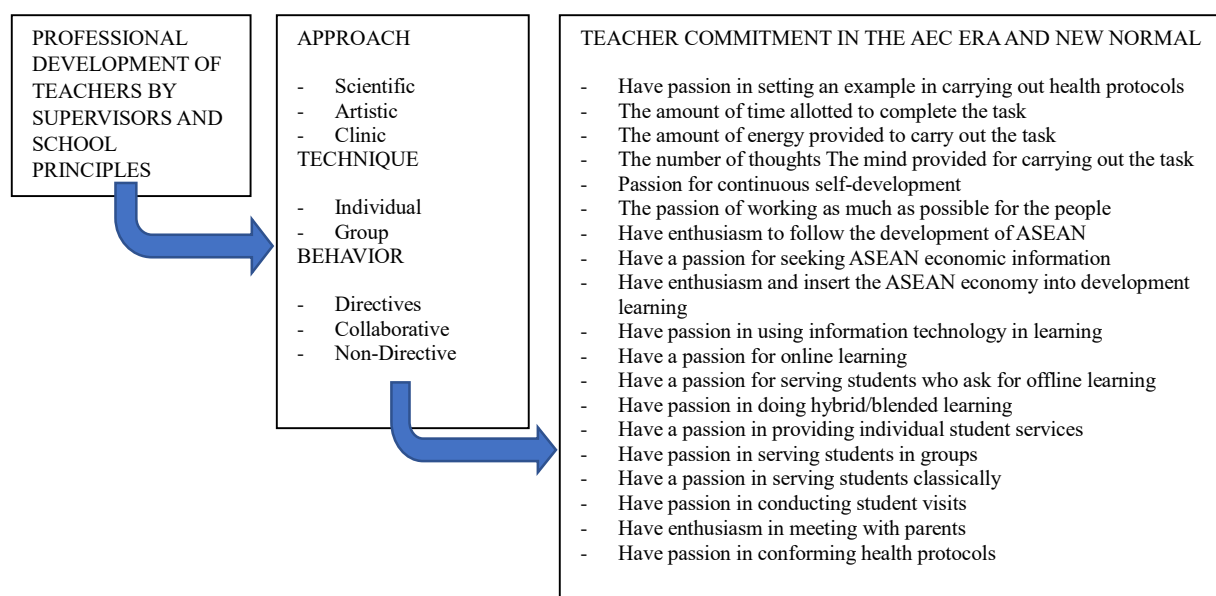 PROFESSIONAL
DEVELOPMENT OF
TEACHERS BY
SUPERVISORS AND
SCHOOL
PRINCIPLES
APPROACH
- Scientific
- Artistic
- Clinic
TECHNIQUE
- Individual
- Group
BEHAVIOR
- Directives
- Collaborative
- Non-Directive
TEACHER COMMITMENT IN THE AEC ERA AND NEW NORMAL
- Have passion in setting an example in carrying out health protocols
- The amount of time allotted to complete the task
- The amount of energy provided to carry out the task
- The number of thoughts The mind provided for carrying out the task
- Passion for continuous self-development
- The passion of working as much as possible for the people
- Have enthusiasm to follow the development of ASEAN
- Have a passion for seeking ASEAN economic information
- Have enthusiasm and insert the ASEAN economy into development
learning
- Have passion in using information technology in learning
- Have a passion for online learning
- Have a passion for serving students who ask for offline learning
- Have passion in doing hybrid/blended learning
- Have a passion in providing individual student services
- Have passion in serving students in groups
- Have a passion in serving students classically
- Have passion in conducting student visits
- Have enthusiasm in meeting with parents
- Have passion in conforming health protocols